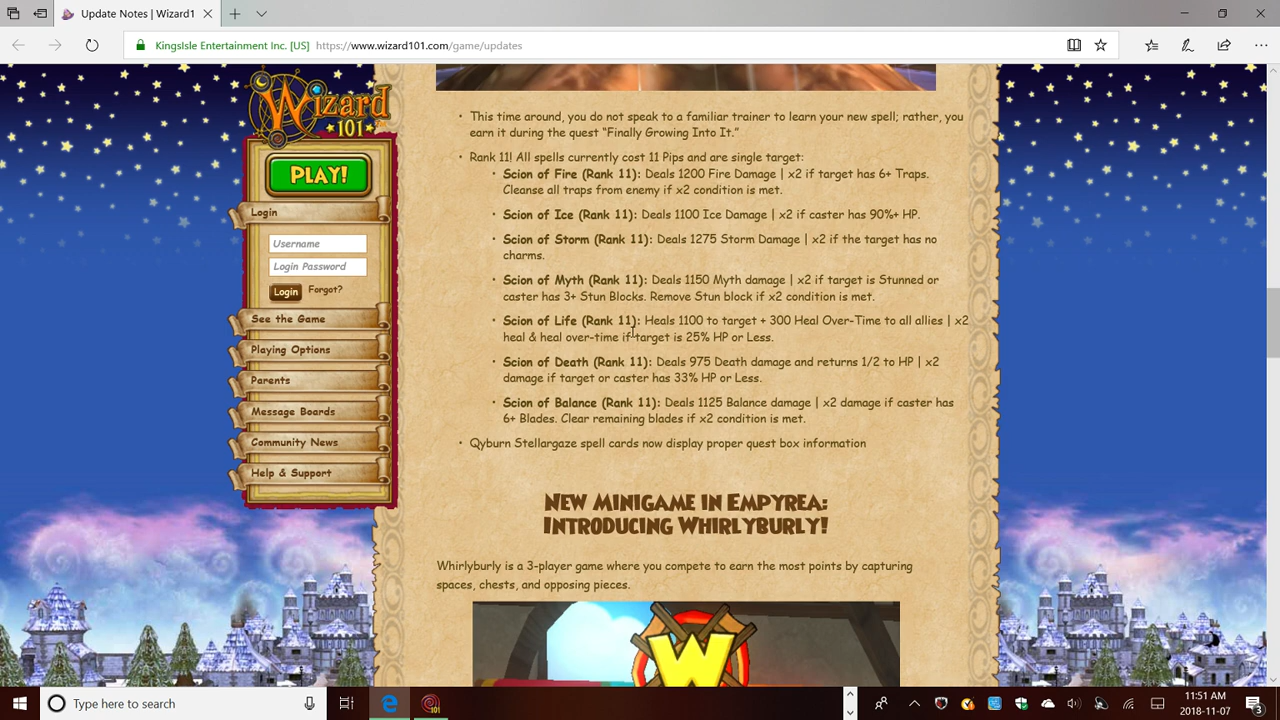 Update Notes | Wizard1
KingsIsle Entertainment Inc. [US] https://www.wizard101.com/game/updates
Wizard
101
PLAY!
Login
Username
Login Password
Login Forgot?
See the Game
Playing Options
Parents
Message Boards
Community News
Help & Support
• This time around, you do not speak to a familiar trainer to learn your new spell; rather, you
earn it during the quest “Finally Growing Into It.”
• Rank 11! All spells currently cost 11 Pips and are single target:
• Scion of Fire (Rank 11): Deals 1200 Fire Damage | x2 if target has 6+ Traps.
Cleanse all traps from enemy if x2 condition is met.
• Scion of Ice (Rank 11): Deals 1100 Ice Damage | x2 if caster has 90%+ HP.
• Scion of Storm (Rank 11): Deals 1275 Storm Damage | x2 if the target has no
charms.
• Scion of Myth (Rank 11): Deals 1150 Myth damage | x2 if target is Stunned or
caster has 3+ Stun Blocks. Remove Stun block if x2 condition is met.
• Scion of Life (Rank 11): Heals 1100 to target + 300 Heal Over-Time to all allies | x2
heal & heal over-time if target is 25% HP or Less.
• Scion of Death (Rank 11): Deals 975 Death damage and returns 1/2 to HP | x2
damage if target or caster has 33% HP or Less.
• Scion of Balance (Rank 11): Deals 1125 Balance damage | x2 damage if caster has
6+ Blades. Clear remaining blades if x2 condition is met.
• Qyburn Stellargaze spell cards now display proper quest box information
NEW MINIGAME IN EMPYREA:
INTRODUCING WHIRLYBURLY!
Whirlyburly is a 3-player game where you compete to earn the most points by capturing
spaces, chests, and opposing pieces.
W
Type here to search
11:51 AM
2018-11-07
3